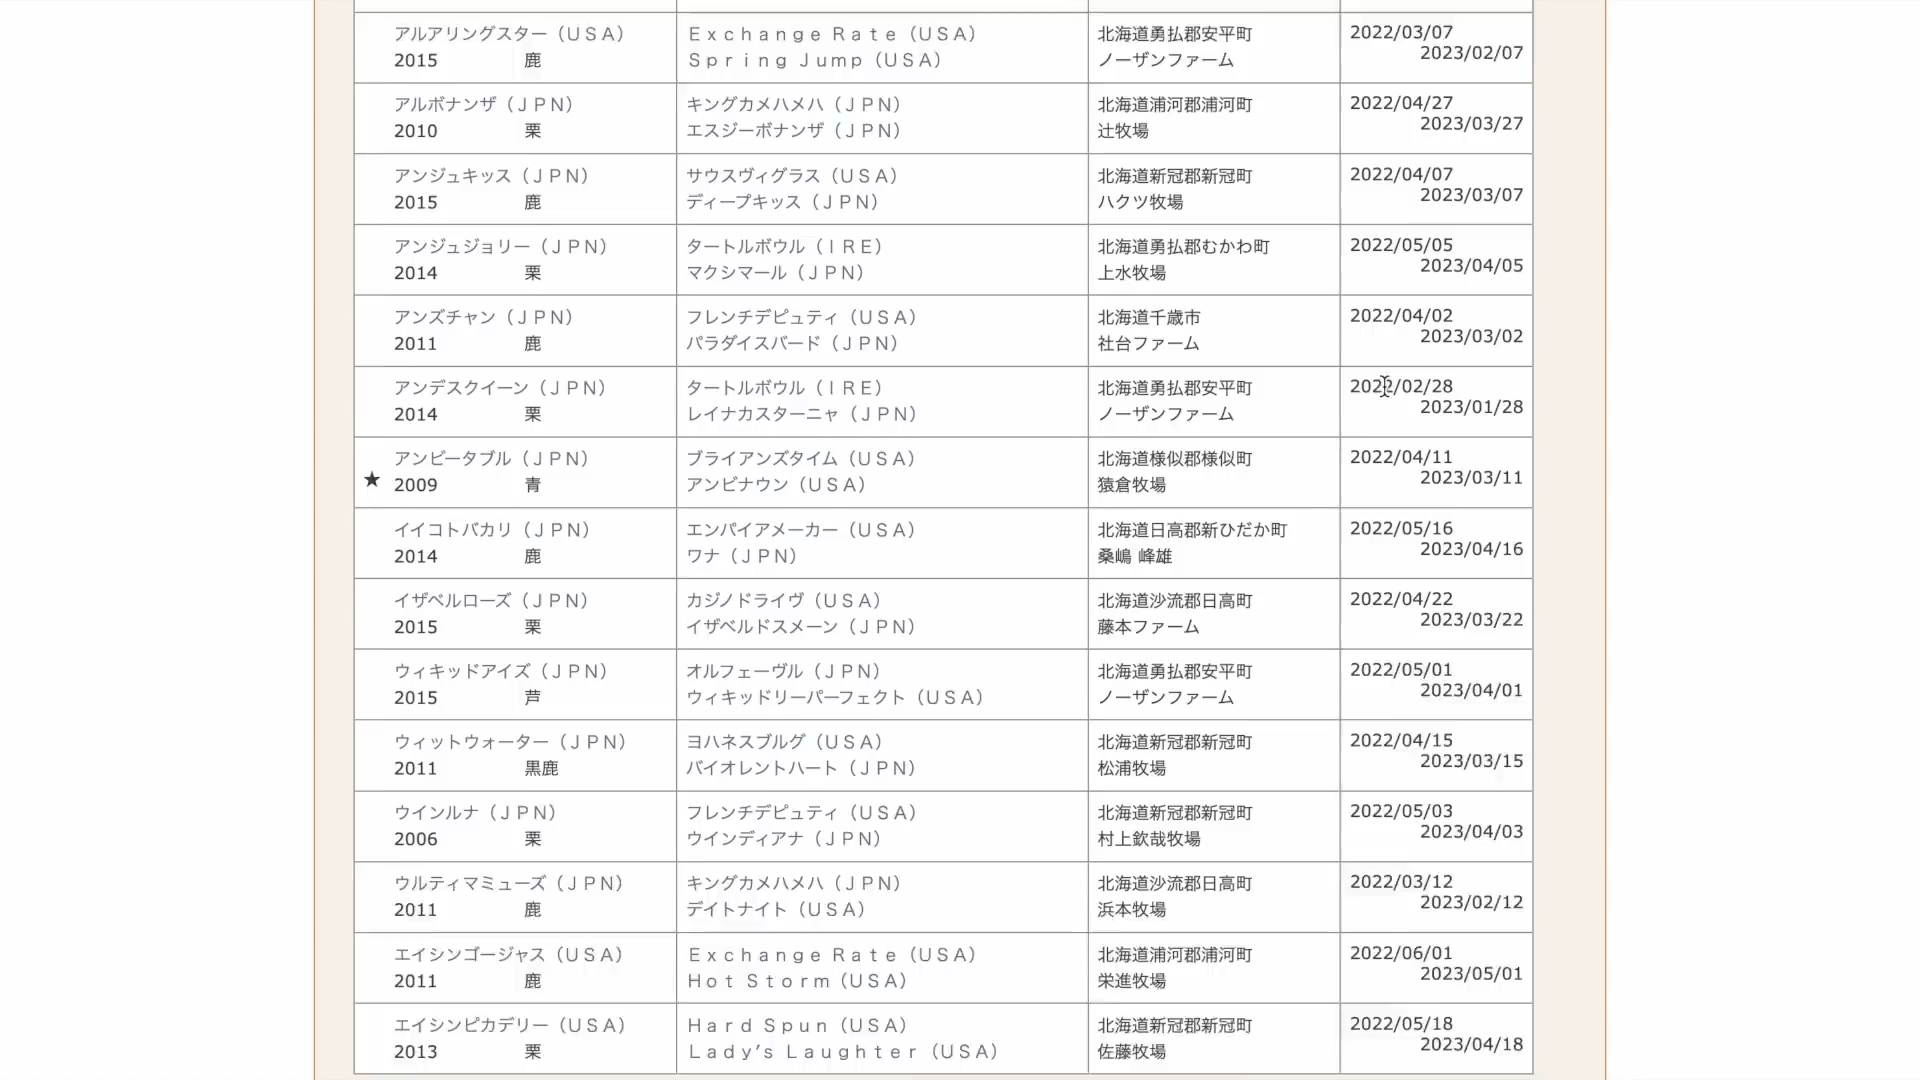 アルアリングスター（ＵＳＡ） Ｅｘｃｈａｎｇｅ Ｒａｔｅ（ＵＳＡ） 北海道勇払郡安平町 2022/03/07
2015 鹿 Ｓｐｒｉｎｇ Ｊｕｍｐ（ＵＳＡ） ノーザンファーム 2023/02/07
アルボナンザ（ＪＰＮ） キングカメハメハ（ＪＰＮ） 北海道浦河郡浦河町 2022/04/27
2010 栗 エスジーボナンザ（ＪＰＮ） 辻牧場 2023/03/27
アンジュキッス（ＪＰＮ） サウスヴィグラス（ＵＳＡ） 北海道新冠郡新冠町 2022/04/07
2015 鹿 ディープキッス（ＪＰＮ） ハクツ牧場 2023/03/07
アンジュジョリー（ＪＰＮ） タートルボウル（ＩＲＥ） 北海道勇払郡むかわ町 2022/05/05
2014 栗 マクシマール（ＪＰＮ） 上水牧場 2023/04/05
アンズチャン（ＪＰＮ） フレンチデピュティ（ＵＳＡ） 北海道千歳市 2022/04/02
2011 鹿 パラダイスバード（ＪＰＮ） 社台ファーム 2023/03/02
アンデスクイーン（ＪＰＮ） タートルボウル（ＩＲＥ） 北海道勇払郡安平町 2022/02/28
2014 栗 レイナカスターニャ（ＪＰＮ） ノーザンファーム 2023/01/28
アンビータブル（ＪＰＮ） ブライアンズタイム（ＵＳＡ） 北海道様似郡様似町 2022/04/11
★ 2009 青 アンビナウン（ＵＳＡ） 猿倉牧場 2023/03/11
イイコトバカリ（ＪＰＮ） エンパイアメーカー（ＵＳＡ） 北海道日高郡新ひだか町 2022/05/16
2014 鹿 ワナ（ＪＰＮ） 桑嶋 峰雄 2023/04/16
イザベルローズ（ＪＰＮ） カジノドライヴ（ＵＳＡ） 北海道沙流郡日高町 2022/04/22
2015 栗 イザベルドスメーン（ＪＰＮ） 藤本ファーム 2023/03/22
ウィキッドアイズ（ＪＰＮ） オルフェーヴル（ＪＰＮ） 北海道勇払郡安平町 2022/05/01
2015 芦 ウィキッドリーパーフェクト（ＵＳＡ） ノーザンファーム 2023/04/01
ウィットウォーター（ＪＰＮ） ヨハネスブルグ（ＵＳＡ） 北海道新冠郡新冠町 2022/04/15
2011 黒鹿 バイオレントハート（ＪＰＮ） 松浦牧場 2023/03/15
ウインルナ（ＪＰＮ） フレンチデピュティ（ＵＳＡ） 北海道新冠郡新冠町 2022/05/03
2006 栗 ウインディアナ（ＪＰＮ） 村上欽哉牧場 2023/04/03
ウルティマミューズ（ＪＰＮ） キングカメハメハ（ＪＰＮ） 北海道沙流郡日高町 2022/03/12
2011 鹿 デイトナイト（ＵＳＡ） 浜本牧場 2023/02/12
エイシンゴージャス（ＵＳＡ） Ｅｘｃｈａｎｇｅ Ｒａｔｅ（ＵＳＡ） 北海道浦河郡浦河町 2022/06/01
2011 鹿 Ｈｏｔ Ｓｔｏｒｍ（ＵＳＡ） 栄進牧場 2023/05/01
エイシンピカデリー（ＵＳＡ） Ｈａｒｄ Ｓｐｕｎ（ＵＳＡ） 北海道新冠郡新冠町 2022/05/18
2013 栗 Ｌａｄｙ’ｓ Ｌａｕｇｈｔｅｒ（ＵＳＡ） 佐藤牧場 2023/04/18